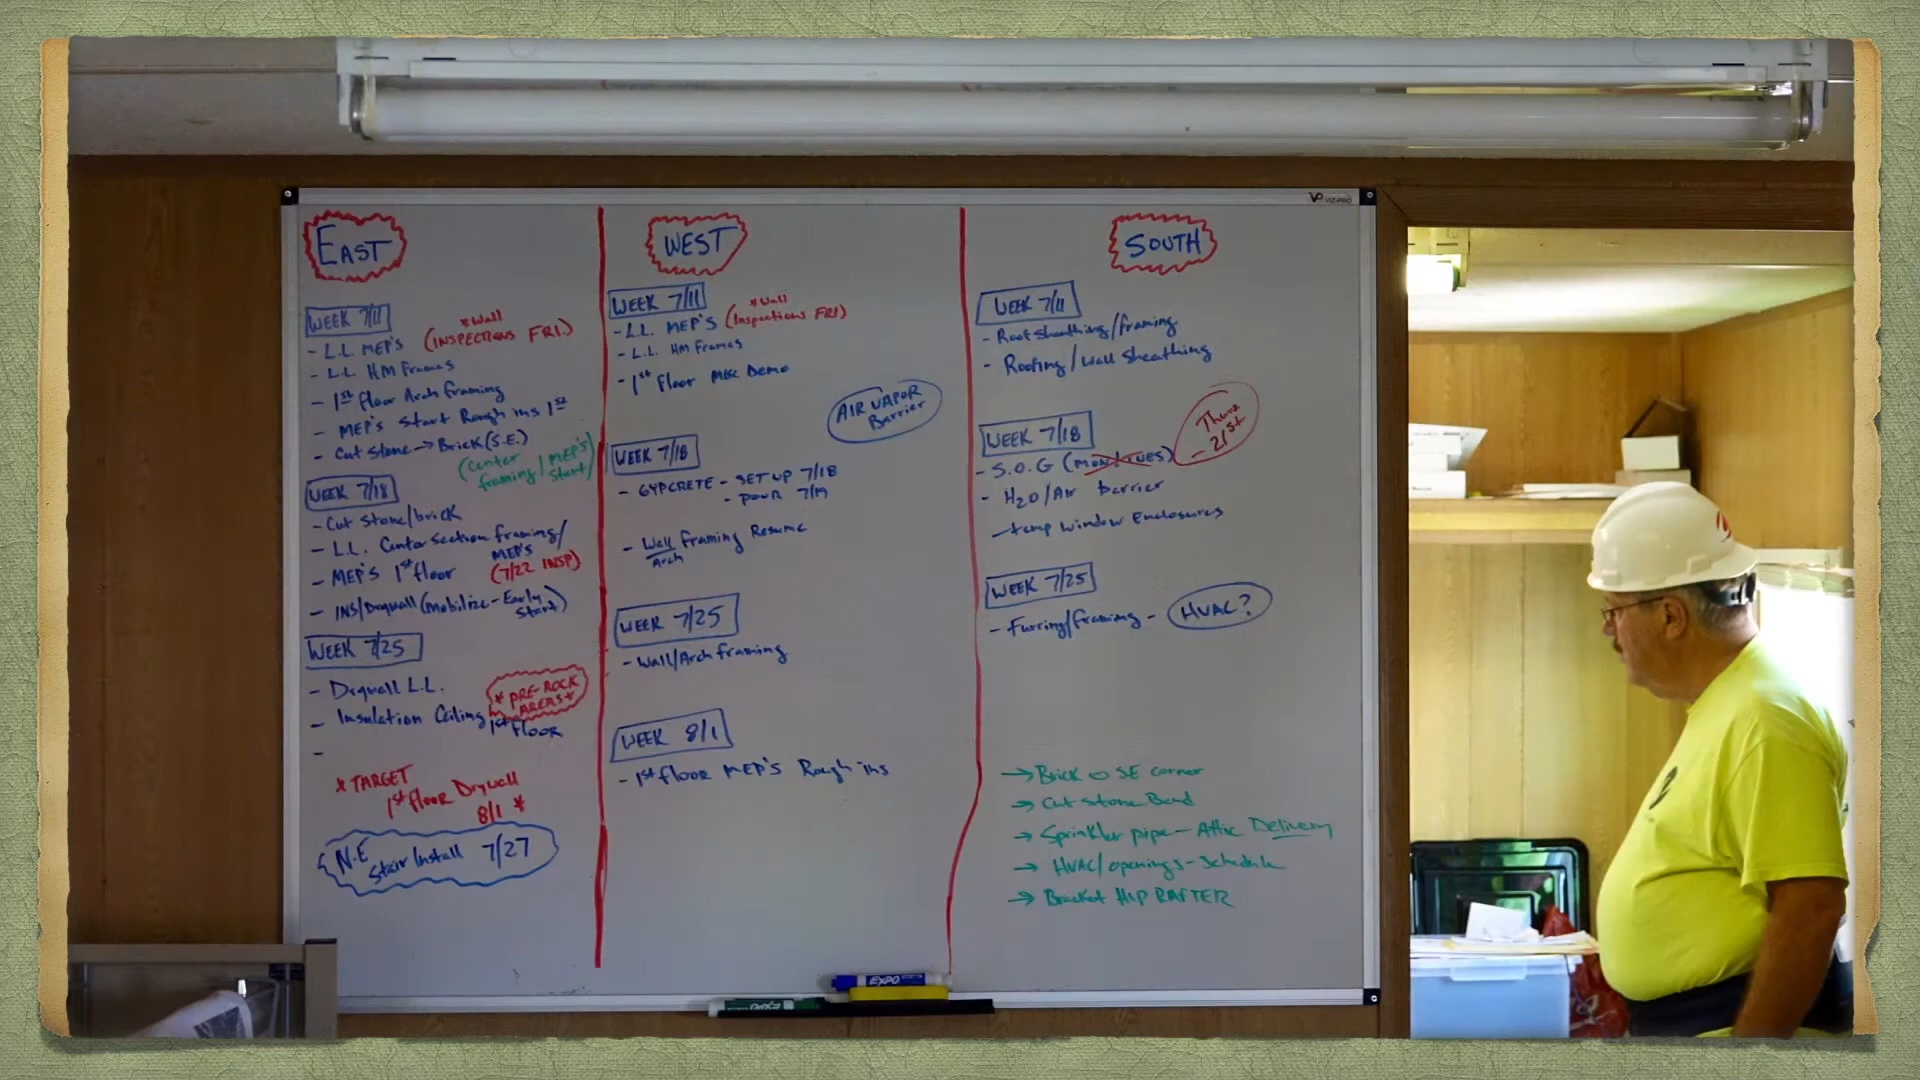 VIZ-PRO
EAST
WEEK 7/11
*Wall
(INSPECTIONS FRI.)
- L.L. MEP'S
- L.L. HM Frames
- 1st floor Arch framing
- MEP'S Start Rough ins 1st
- Cut Stone → Brick (S.E.)
(Center
framing/MEP'S
Start)
WEEK 7/18
- Cut Stone/brick
- L.L. Center Section framing/
MEP'S
- MEP'S 1st floor (7/22 INSP)
- INS/Drywall (Mobilize - Early
Start)
WEEK 7/25
- Drywall L.L.
*PRE-ROCK
AREAS*
- Insulation Ceiling 1st Floor
-
* TARGET
1st floor Drywall
8/1 *
N.E
Stair Install 7/27
WEST
WEEK 7/11
*Wall
- L.L. MEP'S (Inspections FRI)
- L.L. HM Frames
- 1st Floor Misc Demo
AIR VAPOR
Barrier
WEEK 7/18
- GYPCRETE - SET UP 7/18
- POUR 7/19
- Wall framing Resume
Arch
WEEK 7/25
- Wall/Arch framing
WEEK 8/1
- 1st floor MEP'S Rough ins
SOUTH
WEEK 7/11
- Roof Sheathing/framing
- Roofing/Wall Sheathing
WEEK 7/18
Thurs
- 21st
- S.O.G (MON/TUES)
- H2O/Air barrier
- temp Window Enclosures
WEEK 7/25
- Furring/framing - HVAC?
→ Brick SE corner
→ Cut Stone Band
→ Sprinkler pipe - Attic Delivery
→ HVAC/openings - Schedule
→ Bracket HIP RAFTER
EXPO